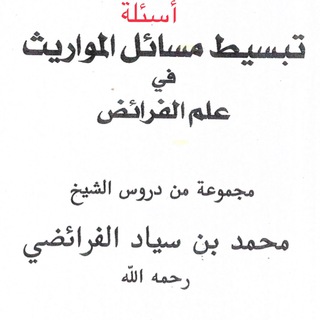 أسئلة
تبسيط مسائل المواريث
في
علم الفرائض
مجموعة من دروس الشيخ
محمد بن سياد الفرائضي
رحمه الله